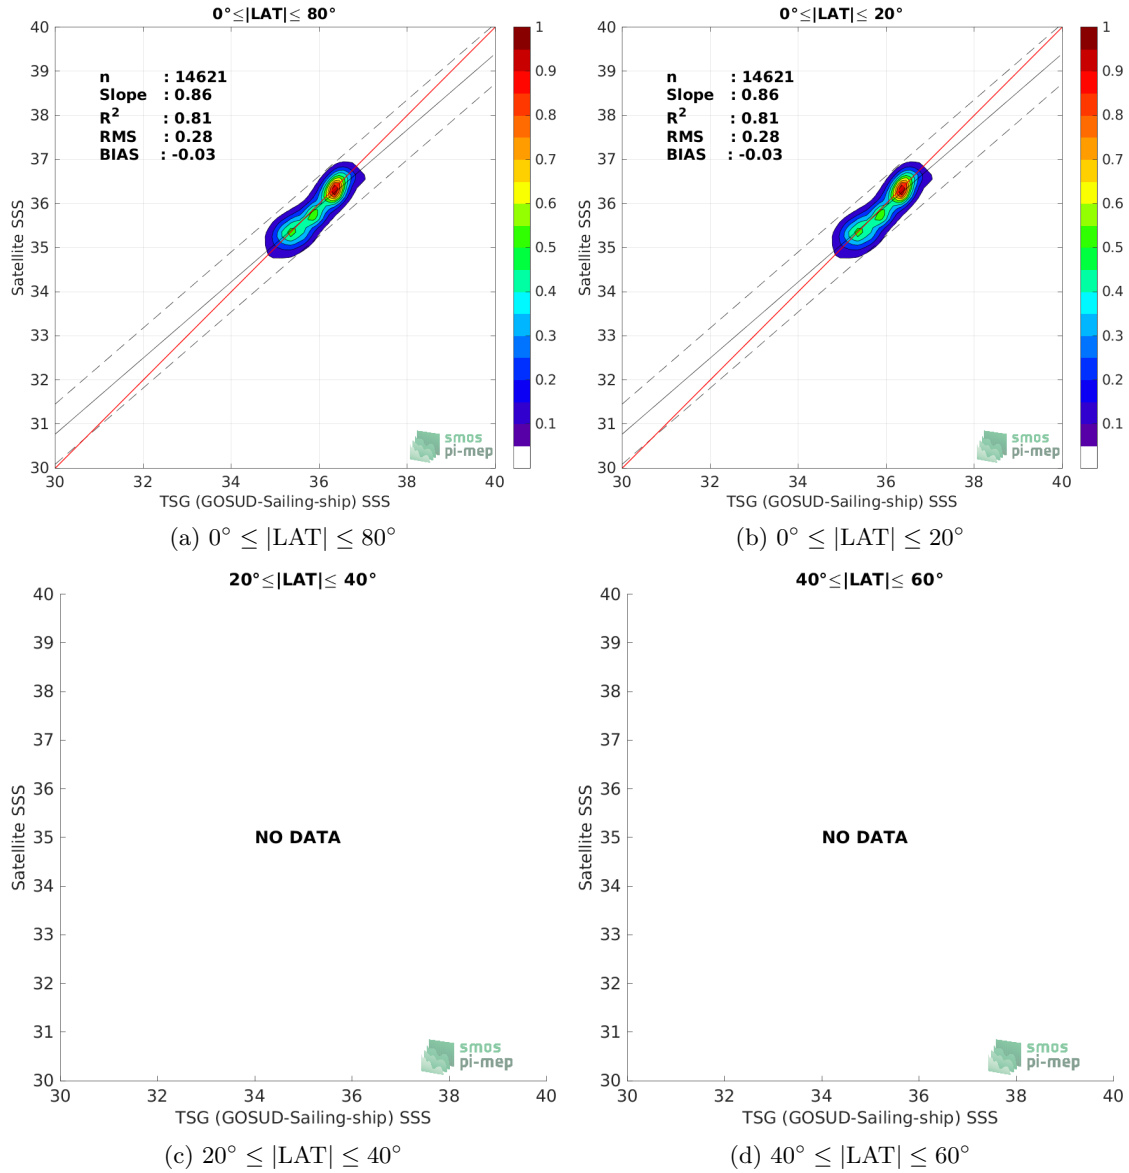 0°≤|LAT|≤ 80°
n : 14621
Slope : 0.86
R² : 0.81
RMS : 0.28
BIAS : -0.03
40
39
38
37
36
35
34
33
32
31
30
Satellite SSS
30 32 34 36 38 40
TSG (GOSUD-Sailing-ship) SSS
1
0.9
0.8
0.7
0.6
0.5
0.4
0.3
0.2
0.1
smos
pi-mep
(a) 0° ≤ |LAT| ≤ 80°
0°≤|LAT|≤ 20°
n : 14621
Slope : 0.86
R² : 0.81
RMS : 0.28
BIAS : -0.03
40
39
38
37
36
35
34
33
32
31
30
Satellite SSS
30 32 34 36 38 40
TSG (GOSUD-Sailing-ship) SSS
1
0.9
0.8
0.7
0.6
0.5
0.4
0.3
0.2
0.1
smos
pi-mep
(b) 0° ≤ |LAT| ≤ 20°
20°≤|LAT|≤ 40°
40
39
38
37
36
35
34
33
32
31
30
Satellite SSS
NO DATA
smos
pi-mep
30 32 34 36 38 40
TSG (GOSUD-Sailing-ship) SSS
(c) 20° ≤ |LAT| ≤ 40°
40°≤|LAT|≤ 60°
40
39
38
37
36
35
34
33
32
31
30
Satellite SSS
NO DATA
smos
pi-mep
30 32 34 36 38 40
TSG (GOSUD-Sailing-ship) SSS
(d) 40° ≤ |LAT| ≤ 60°